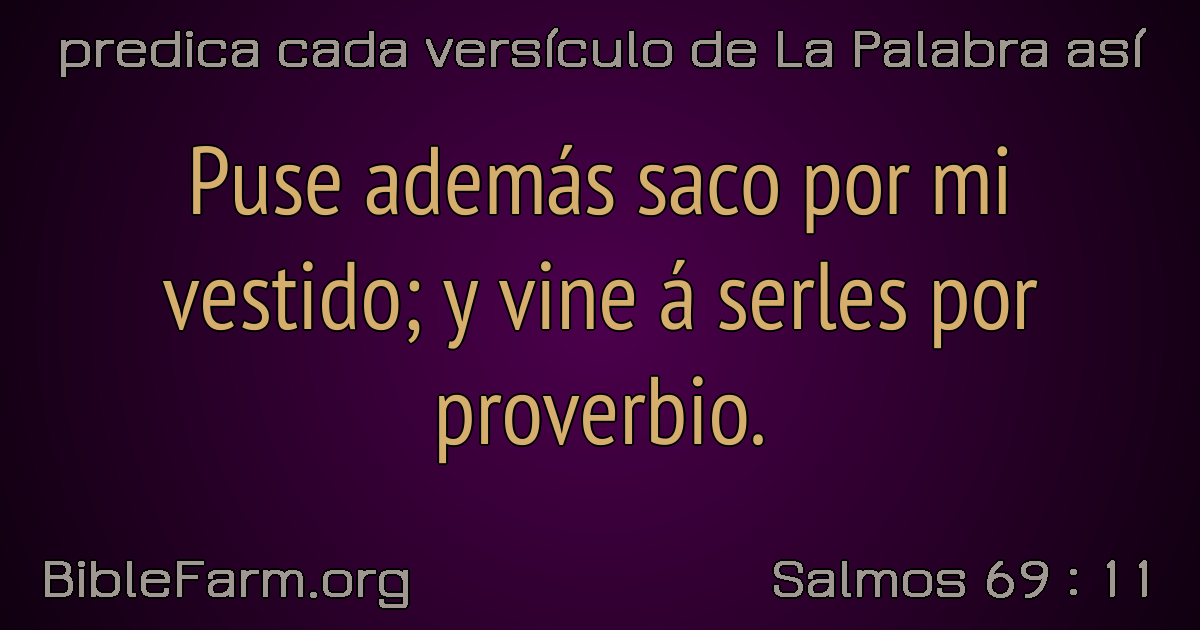 predica cada versículo de La Palabra así
Puse además saco por mi
vestido; y vine á serles por
proverbio.
BibleFarm.org
Salmos 69 : 11